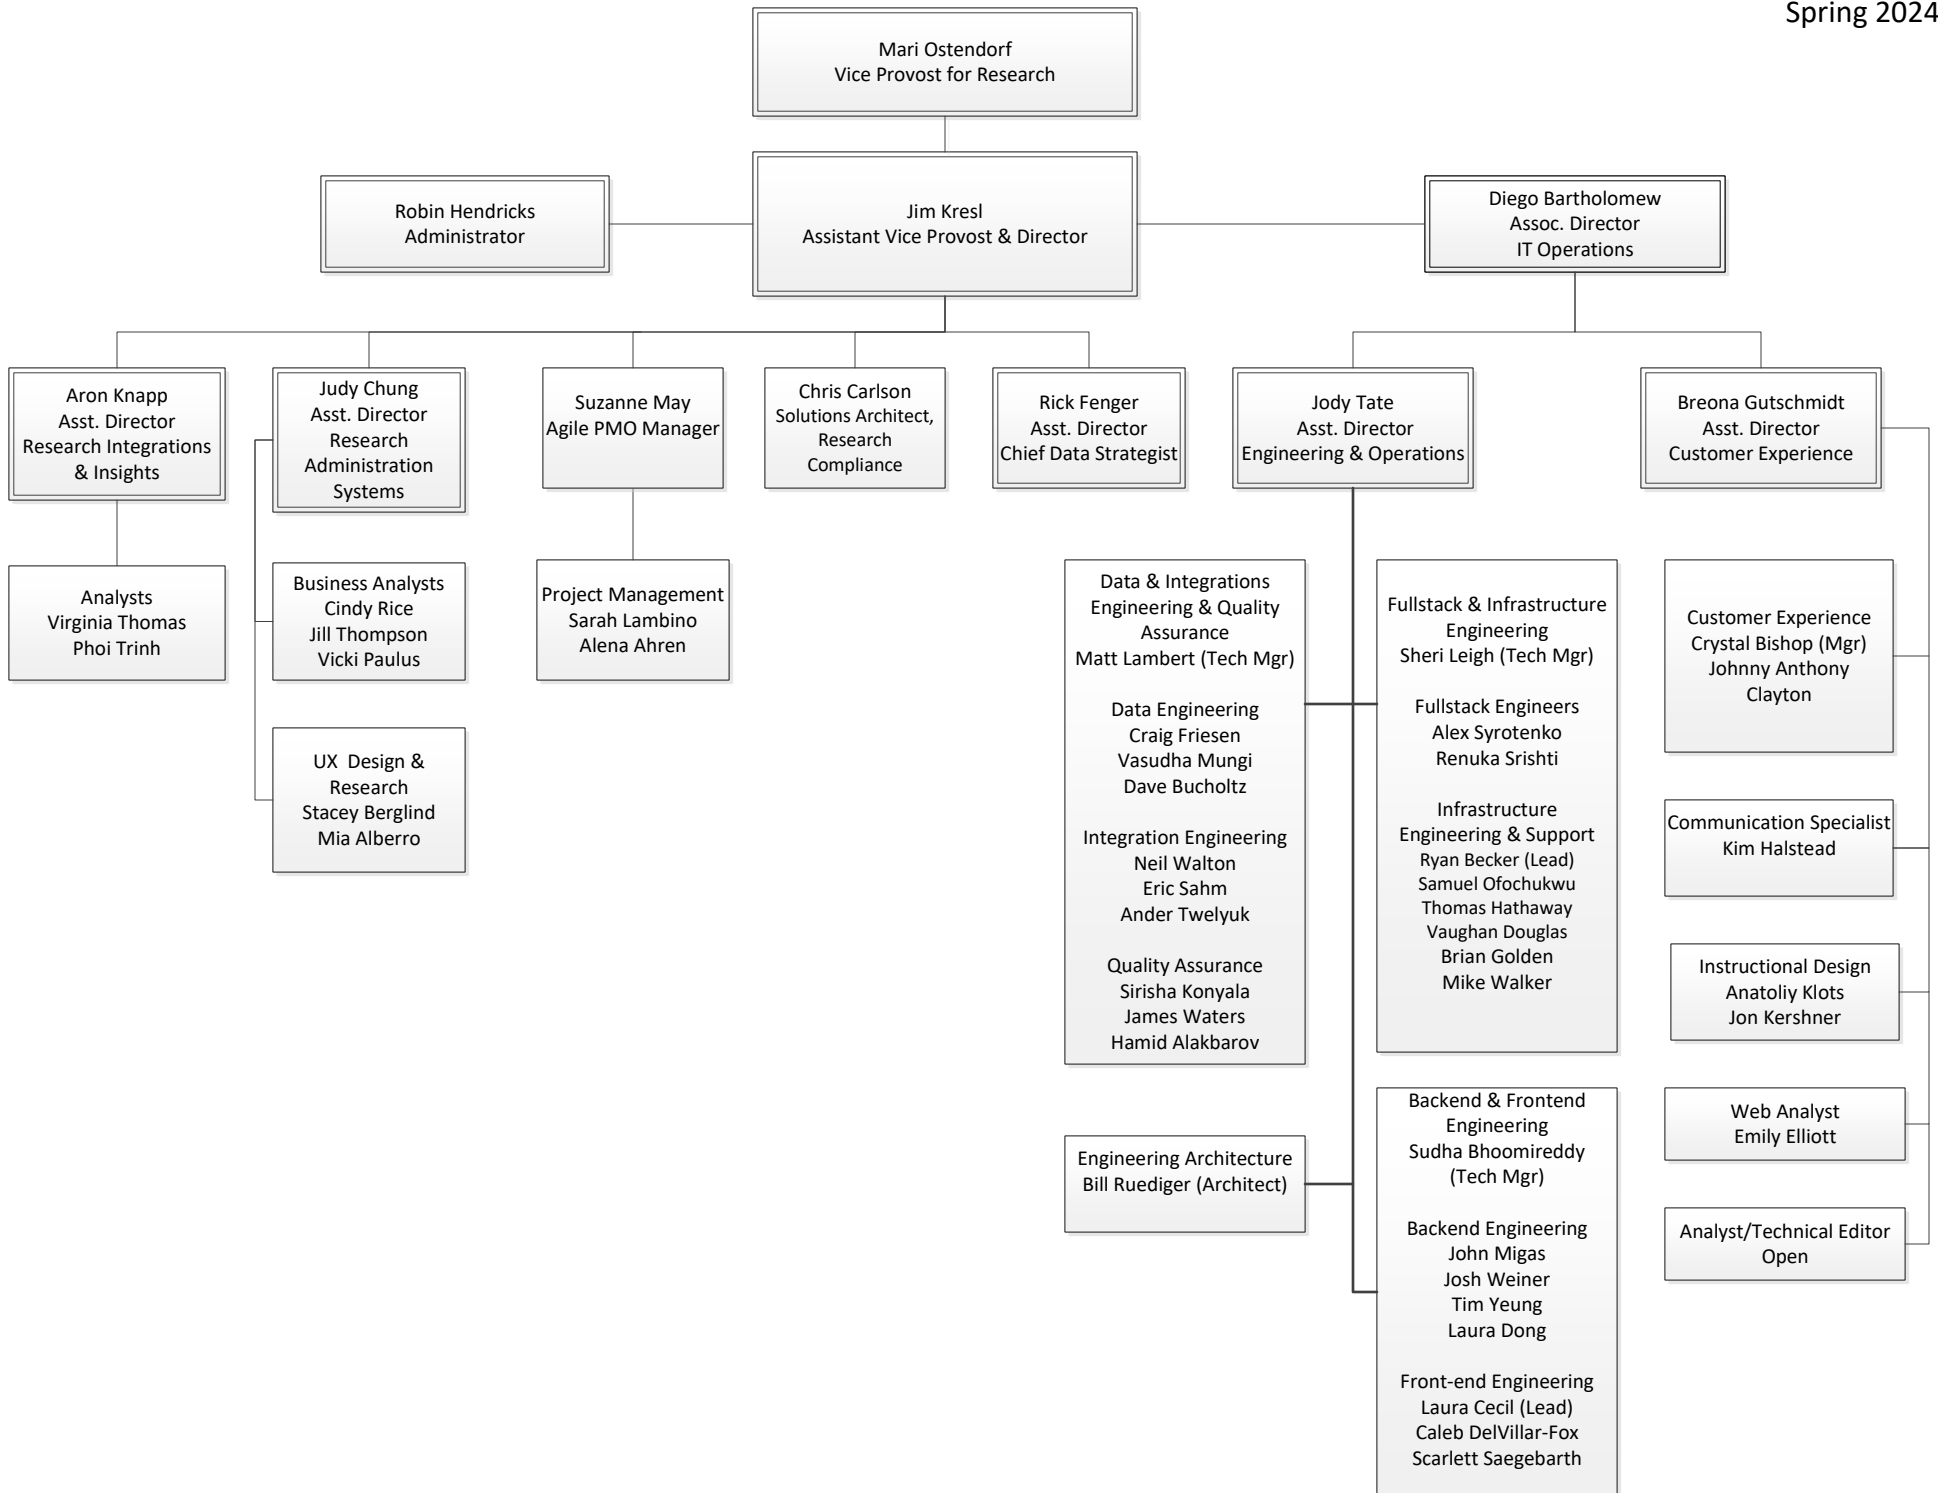 Spring 2024
Mari Ostendorf
Vice Provost for Research
Robin Hendricks
Administrator
Jim Kresl
Assistant Vice Provost & Director
Diego Bartholomew
Assoc. Director
IT Operations
Aron Knapp
Asst. Director
Research Integrations
& Insights
Judy Chung
Asst. Director
Research
Administration
Systems
Suzanne May
Agile PMO Manager
Chris Carlson
Solutions Architect,
Research
Compliance
Rick Fenger
Asst. Director
Chief Data Strategist
Jody Tate
Asst. Director
Engineering & Operations
Breona Gutschmidt
Asst. Director
Customer Experience
Analysts
Virginia Thomas
Phoi Trinh
Business Analysts
Cindy Rice
Jill Thompson
Vicki Paulus
UX  Design &
Research
Stacey Berglind
Mia Alberro
Project Management
Sarah Lambino
Alena Ahren
Data & Integrations
Engineering & Quality
Assurance
Matt Lambert (Tech Mgr)
Data Engineering
Craig Friesen
Vasudha Mungi
Dave Bucholtz
Integration Engineering
Neil Walton
Eric Sahm
Ander Twelyuk
Quality Assurance
Sirisha Konyala
James Waters
Hamid Alakbarov
Engineering Architecture
Bill Ruediger (Architect)
Fullstack & Infrastructure
Engineering
Sheri Leigh (Tech Mgr)
Fullstack Engineers
Alex Syrotenko
Renuka Srishti
Infrastructure
Engineering & Support
Ryan Becker (Lead)
Samuel Ofochukwu
Thomas Hathaway
Vaughan Douglas
Brian Golden
Mike Walker
Backend & Frontend
Engineering
Sudha Bhoomireddy
(Tech Mgr)
Backend Engineering
John Migas
Josh Weiner
Tim Yeung
Laura Dong
Front-end Engineering
Laura Cecil (Lead)
Caleb DelVillar-Fox
Scarlett Saegebarth
Customer Experience
Crystal Bishop (Mgr)
Johnny Anthony
Clayton
Communication Specialist
Kim Halstead
Instructional Design
Anatoliy Klots
Jon Kershner
Web Analyst
Emily Elliott
Analyst/Technical Editor
Open